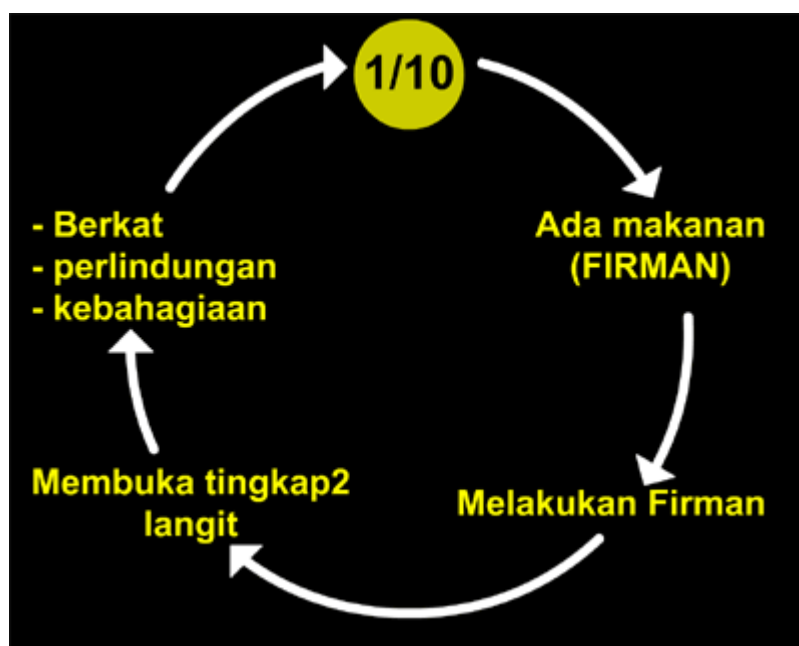 1/10
Ada makanan
(FIRMAN)
Melakukan Firman
Membuka tingkap2
langit
- Berkat
- perlindungan
- kebahagiaan